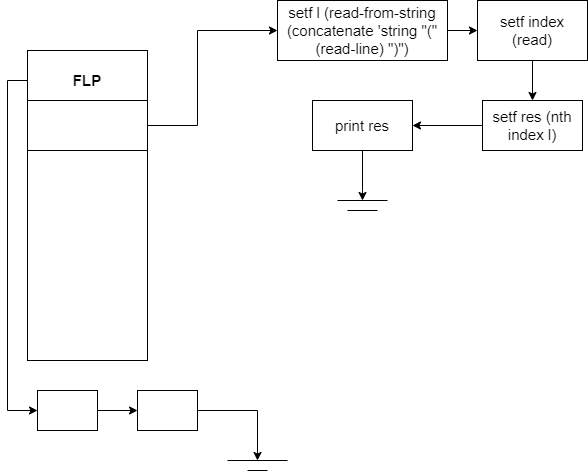 setf l (read-from-string
(concatenate 'string "("
(read-line) ")")
setf index
(read)
FLP
print res
setf res (nth
index l)